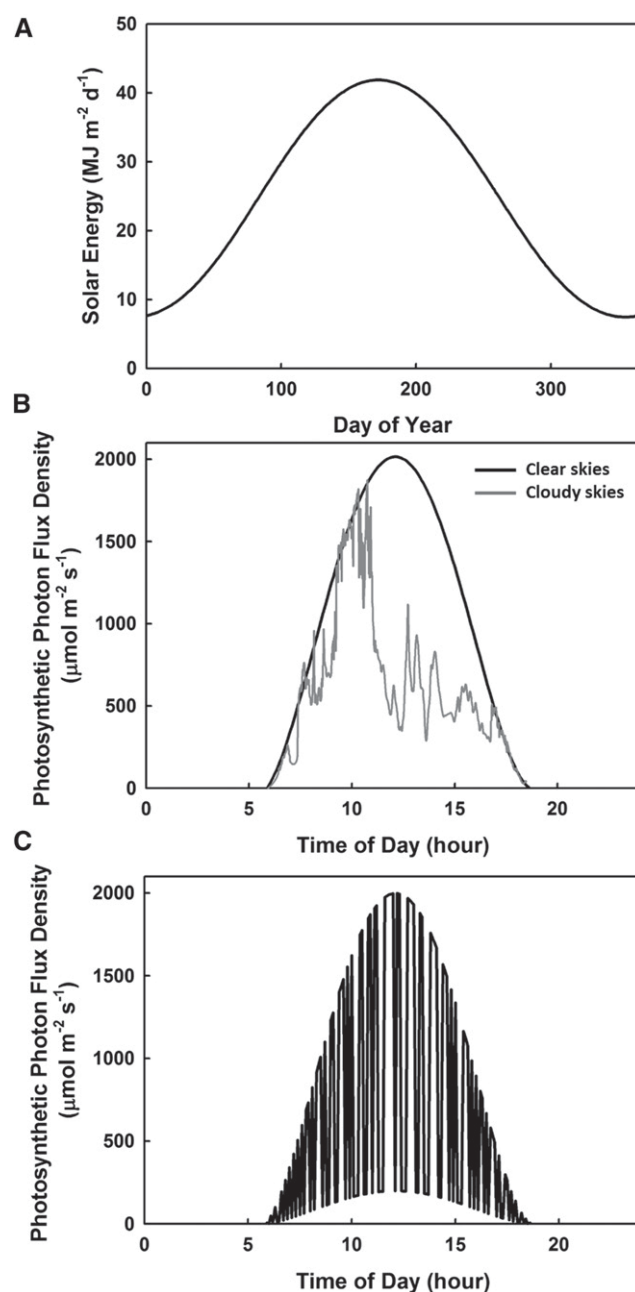 A
Solar Energy (MJ m⁻² d⁻¹)
50
40
30
20
10
0
0 100 200 300
Day of Year
B
Photosynthetic Photon Flux Density
(µmol m⁻² s⁻¹)
2000
1500
1000
500
0
Clear skies
Cloudy skies
0 5 10 15 20
Time of Day (hour)
C
Photosynthetic Photon Flux Density
(µmol m⁻² s⁻¹)
2000
1500
1000
500
0
0 5 10 15 20
Time of Day (hour)